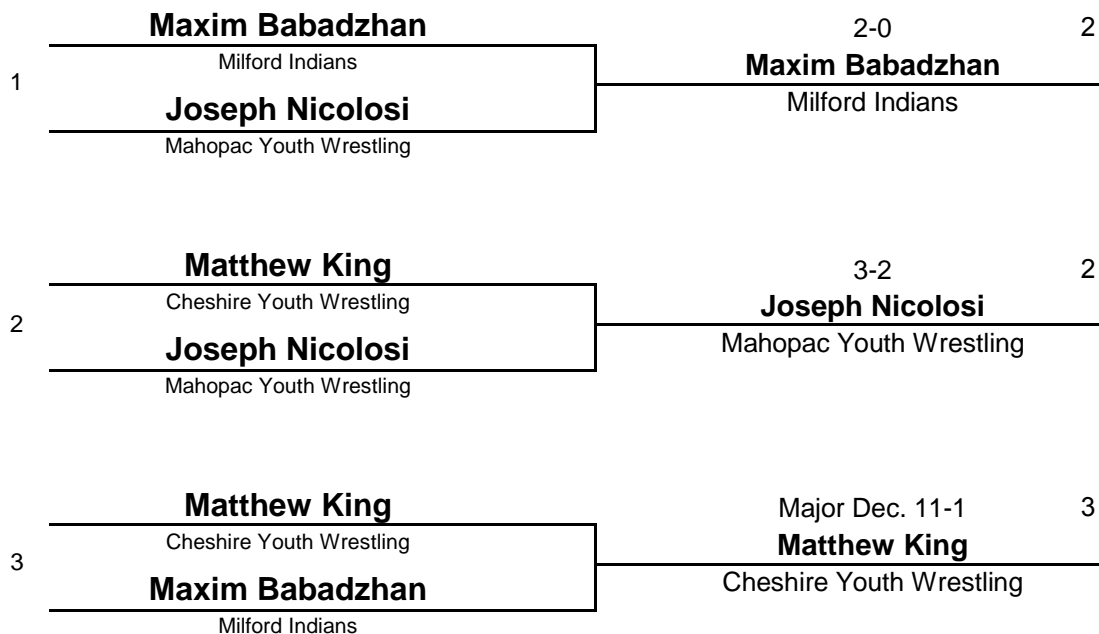 Maxim Babadzhan
Milford Indians
1
Joseph Nicolosi
Mahopac Youth Wrestling
2-0 2
Maxim Babadzhan
Milford Indians
Matthew King
Cheshire Youth Wrestling
2
Joseph Nicolosi
Mahopac Youth Wrestling
3-2 2
Joseph Nicolosi
Mahopac Youth Wrestling
Matthew King
Cheshire Youth Wrestling
3
Maxim Babadzhan
Milford Indians
Major Dec. 11-1 3
Matthew King
Cheshire Youth Wrestling